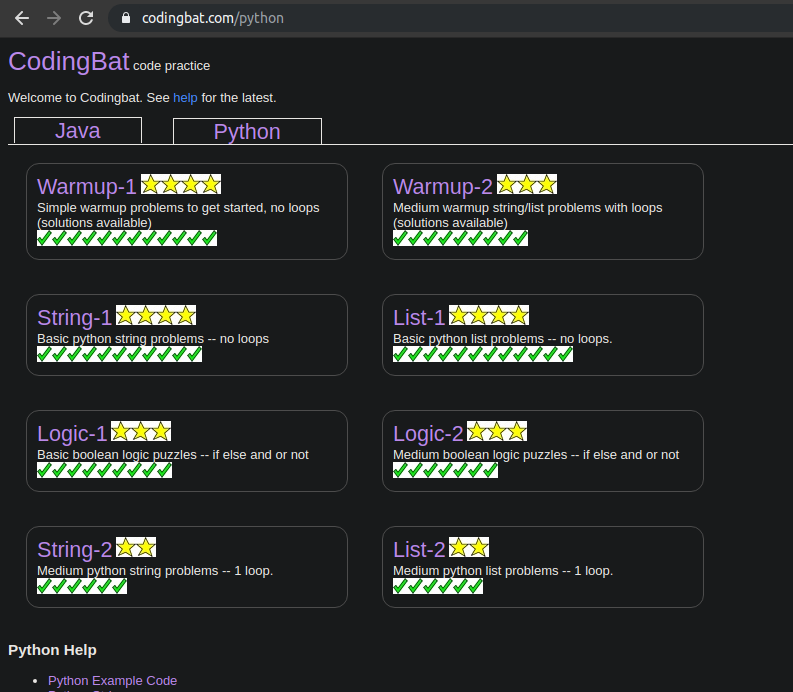 codingbat.com/python
CodingBat code practice
Welcome to Codingbat. See help for the latest.
Java
Python
Warmup-1
Simple warmup problems to get started, no loops
(solutions available)
Warmup-2
Medium warmup string/list problems with loops
(solutions available)
String-1
Basic python string problems -- no loops
List-1
Basic python list problems -- no loops.
Logic-1
Basic boolean logic puzzles -- if else and or not
Logic-2
Medium boolean logic puzzles -- if else and or not
String-2
Medium python string problems -- 1 loop.
List-2
Medium python list problems -- 1 loop.
Python Help
Python Example Code